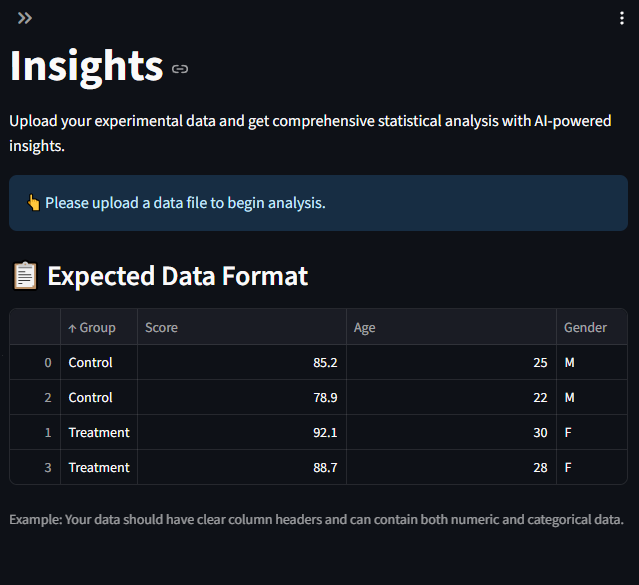 Insights
Upload your experimental data and get comprehensive statistical analysis with AI-powered
insights.
👆 Please upload a data file to begin analysis.
📋 Expected Data Format
↑ Group Score Age Gender
0 Control 85.2 25 M
2 Control 78.9 22 M
1 Treatment 92.1 30 F
3 Treatment 88.7 28 F
Example: Your data should have clear column headers and can contain both numeric and categorical data.